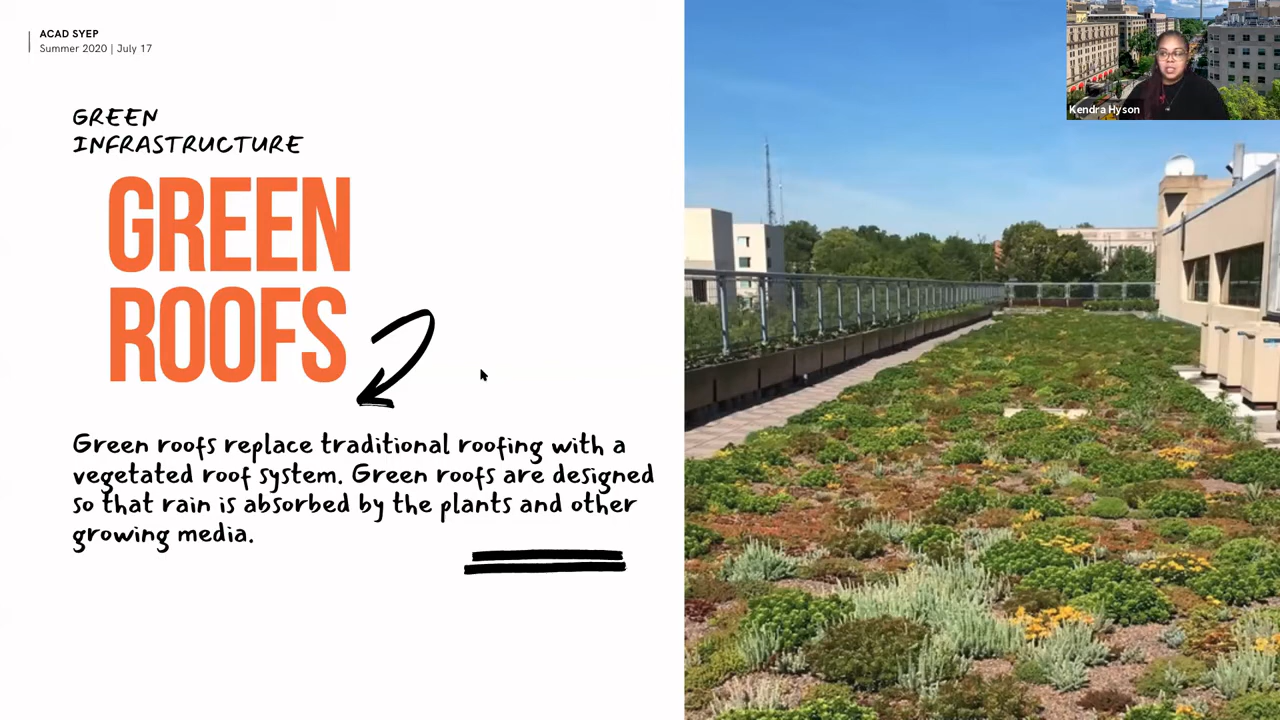 ACAD SYEP
Summer 2020 | July 17
GREEN
INFRASTRUCTURE
GREEN
ROOFS
Green roofs replace traditional roofing with a
vegetated roof system. Green roofs are designed
so that rain is absorbed by the plants and other
growing media.
Kendra Hyson